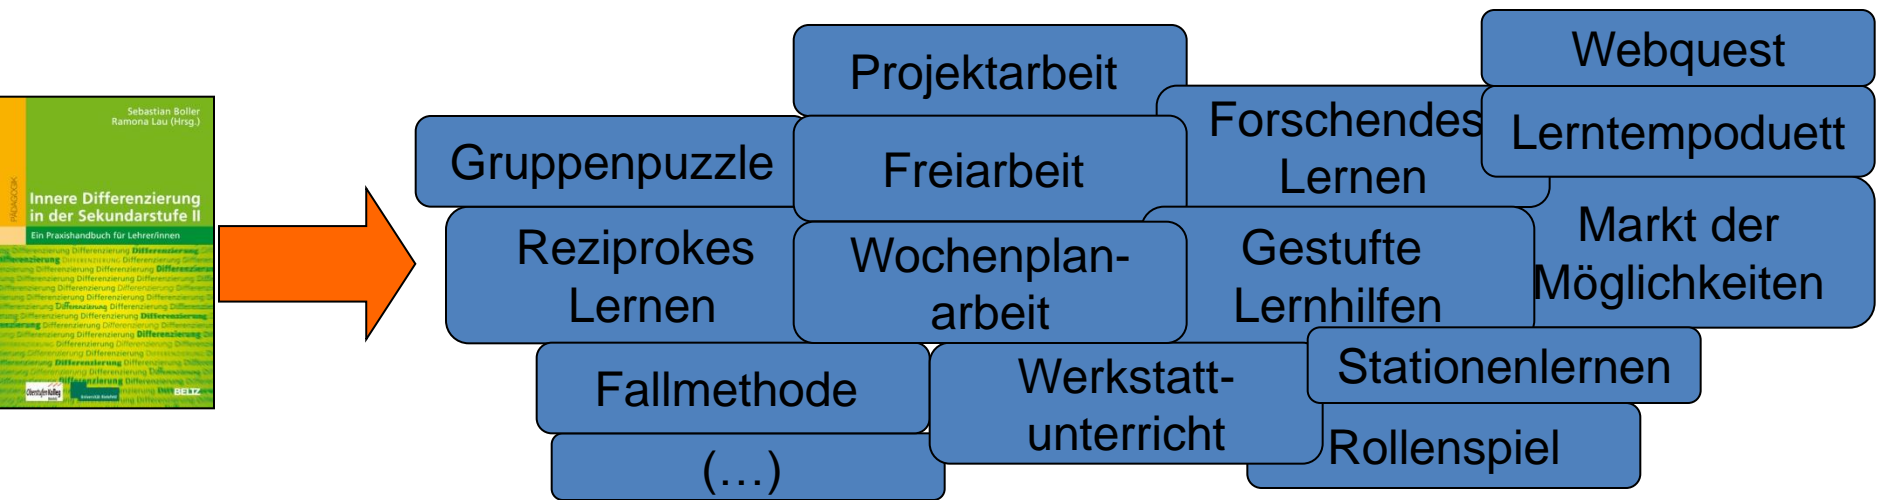 Sebastian Boller
Ramona Lau (Hrsg.)
PÄDAGOGIK
Innere Differenzierung
in der Sekundarstufe II
Ein Praxishandbuch für Lehrer/innen
BELTZ
Projektarbeit
Webquest
Gruppenpuzzle
Freiarbeit
Forschendes
Lernen
Lerntempoduett
Reziprokes
Lernen
Wochenplan-
arbeit
Gestufte
Lernhilfen
Markt der
Möglichkeiten
Fallmethode
Werkstatt-
unterricht
Stationenlernen
(…)
Rollenspiel